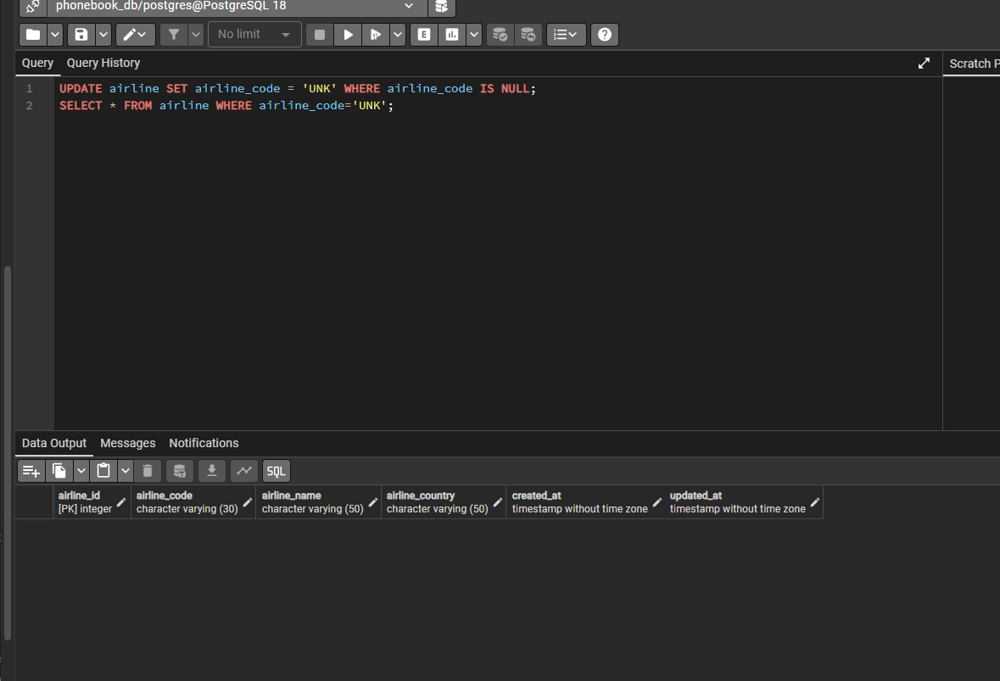 phonebook_db/postgres@PostgreSQL 18
No limit
E
Query Query History
Scratch P
1 UPDATE airline SET airline_code = 'UNK' WHERE airline_code IS NULL;
2 SELECT * FROM airline WHERE airline_code='UNK';
Data Output Messages Notifications
SQL
airline_id airline_code airline_name airline_country created_at updated_at
[PK] integer character varying (30) character varying (50) character varying (50) timestamp without time zone timestamp without time zone